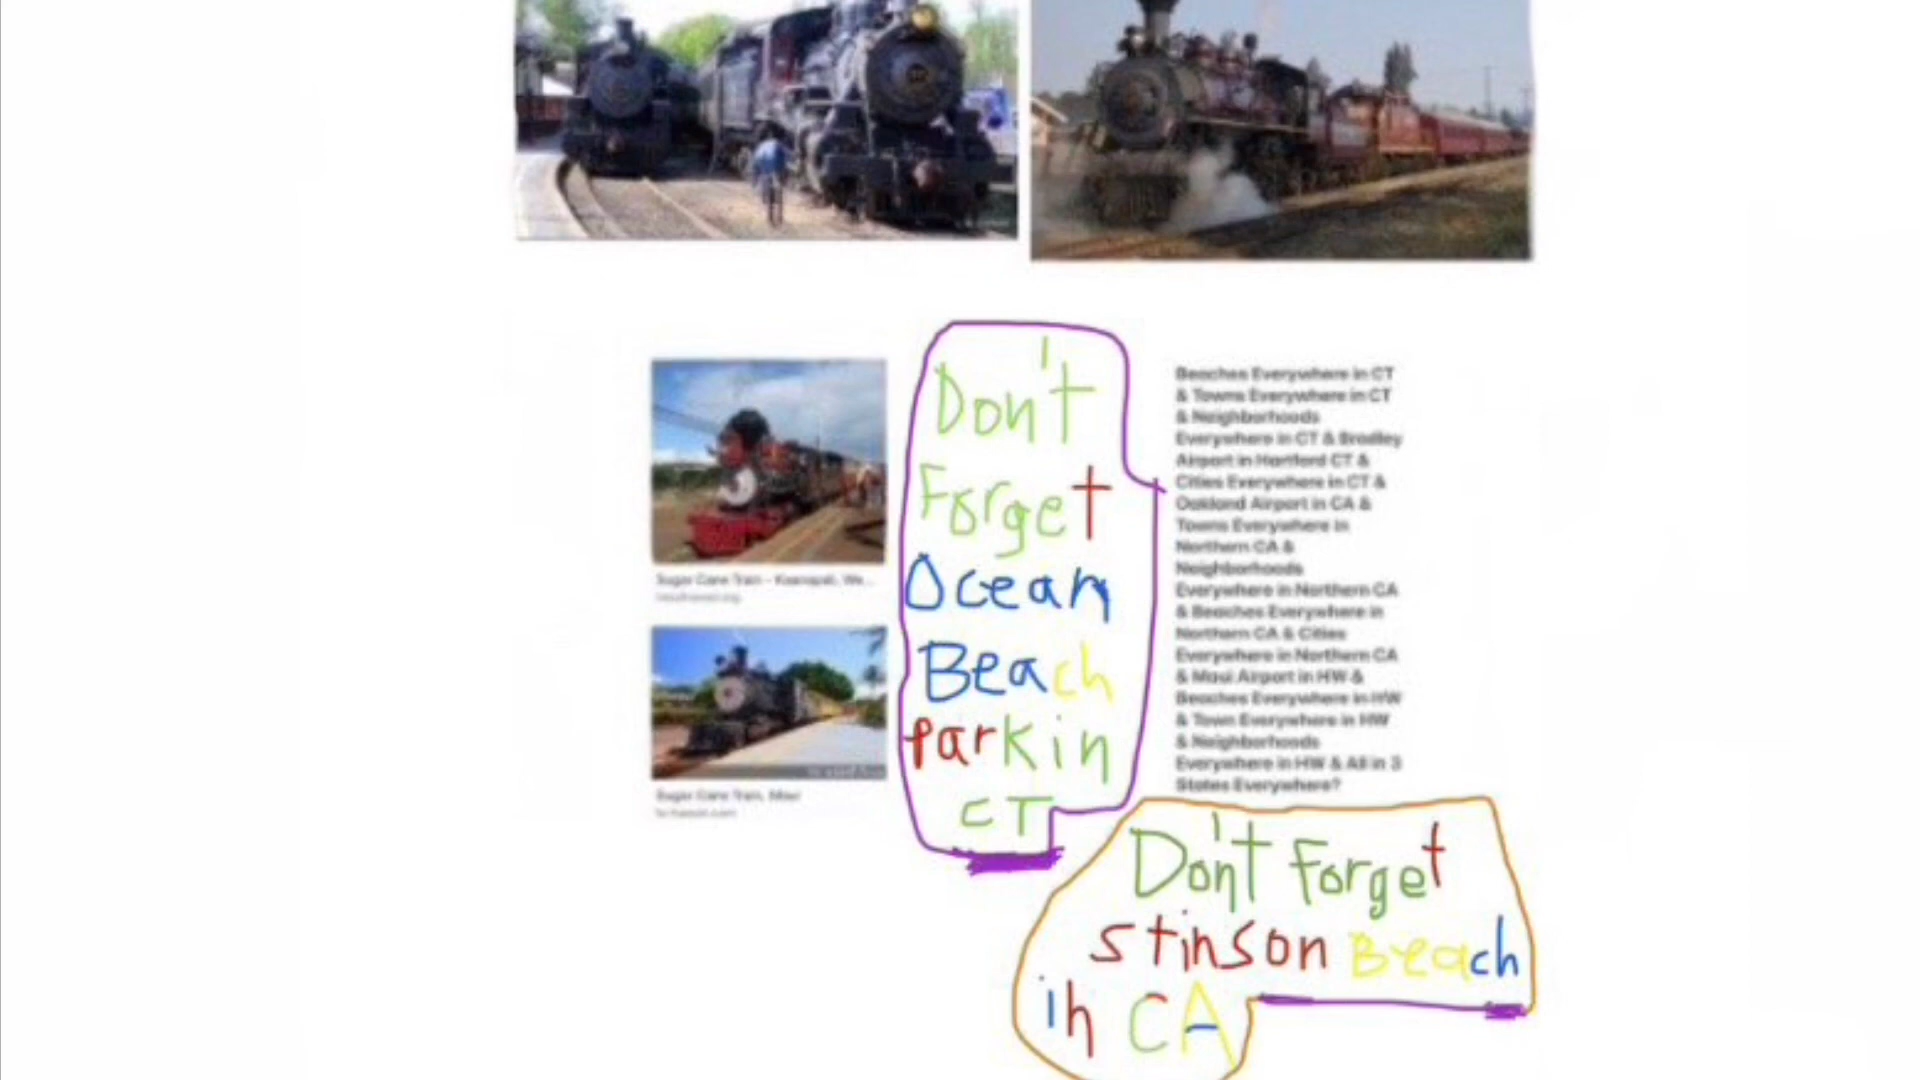 Sugar Cane Train - Kaanapali, We...
Sugar Cane Train, Maui
Don't
Forget
Ocean
Beach
Parkin
CT
Beaches Everywhere in CT
& Towns Everywhere in CT
& Neighborhoods
Everywhere in CT & Bradley
Airport in Hartford CT &
Cities Everywhere in CT &
Oakland Airport in CA &
Towns Everywhere in
Northern CA &
Neighborhoods
Everywhere in Northern CA
& Beaches Everywhere in
Northern CA & Cities
Everywhere in Northern CA
& Maui Airport in HW &
Beaches Everywhere in HW
& Town Everywhere in HW
& Neighborhoods
Everywhere in HW & All in 3
States Everywhere?
Don't Forget
stinson Beach
in CA